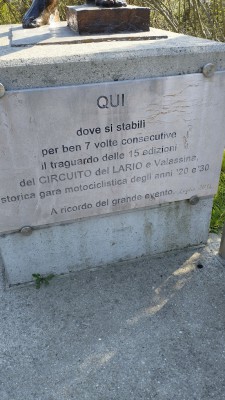 QUI
dove si stabilì
per ben 7 volte consecutive
il traguardo delle 15 edizioni
del CIRCUITO del LARIO e Valassina,
storica gara motociclistica degli anni '20 e '30
A ricordo del grande evento